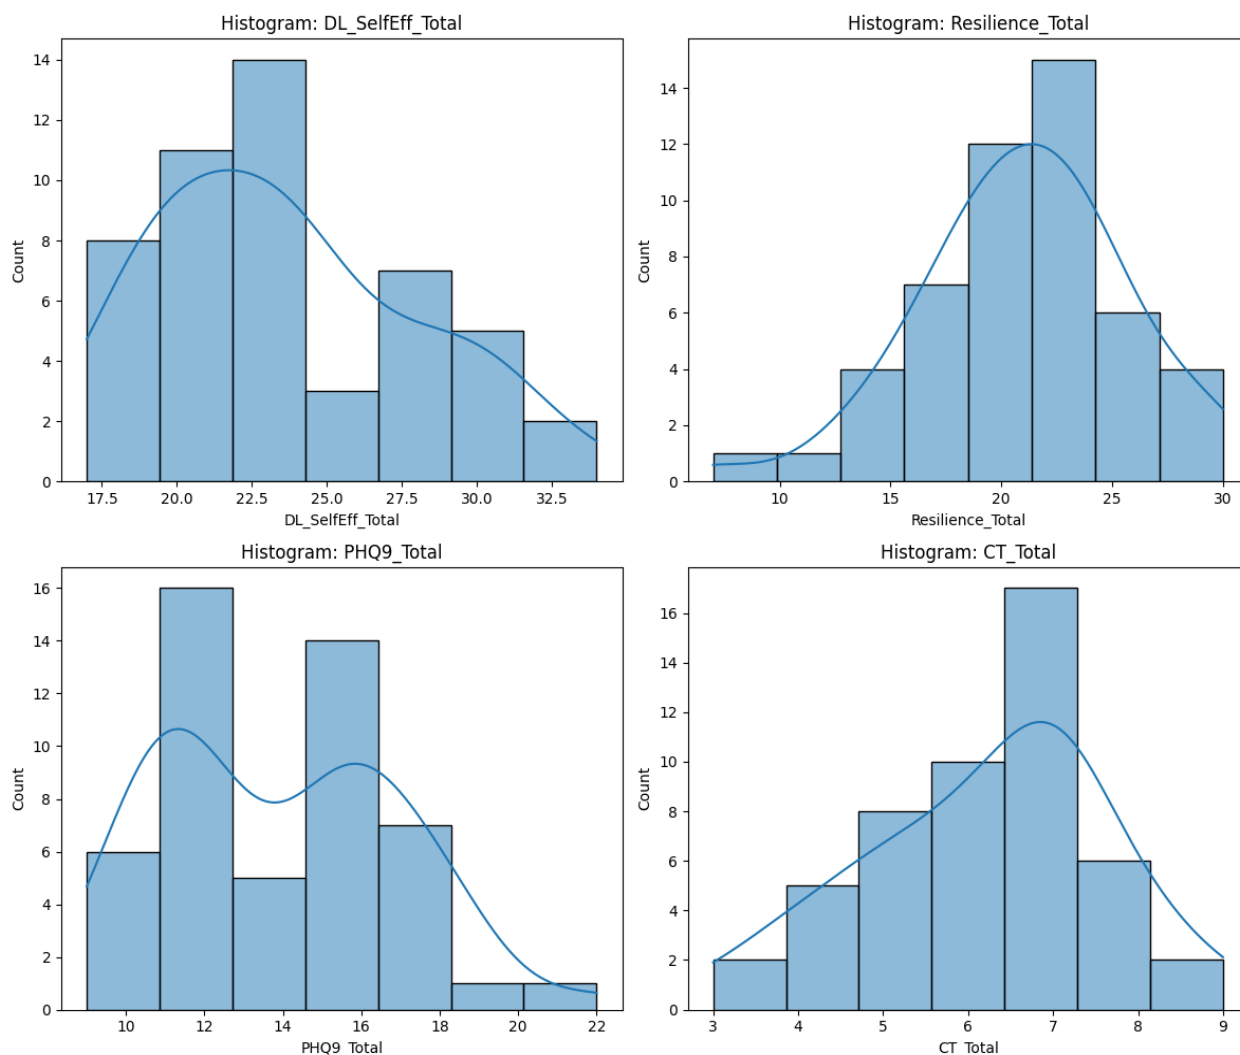 Histogram: DL_SelfEff_Total
14
12
10
8
6
4
2
0
Count
17.5 20.0 22.5 25.0 27.5 30.0 32.5
DL_SelfEff_Total
Histogram: Resilience_Total
14
12
10
8
6
4
2
0
Count
10 15 20 25 30
Resilience_Total
Histogram: PHQ9_Total
16
14
12
10
8
6
4
2
0
Count
10 12 14 16 18 20 22
PHQ9_Total
Histogram: CT_Total
16
14
12
10
8
6
4
2
0
Count
3 4 5 6 7 8 9
CT_Total